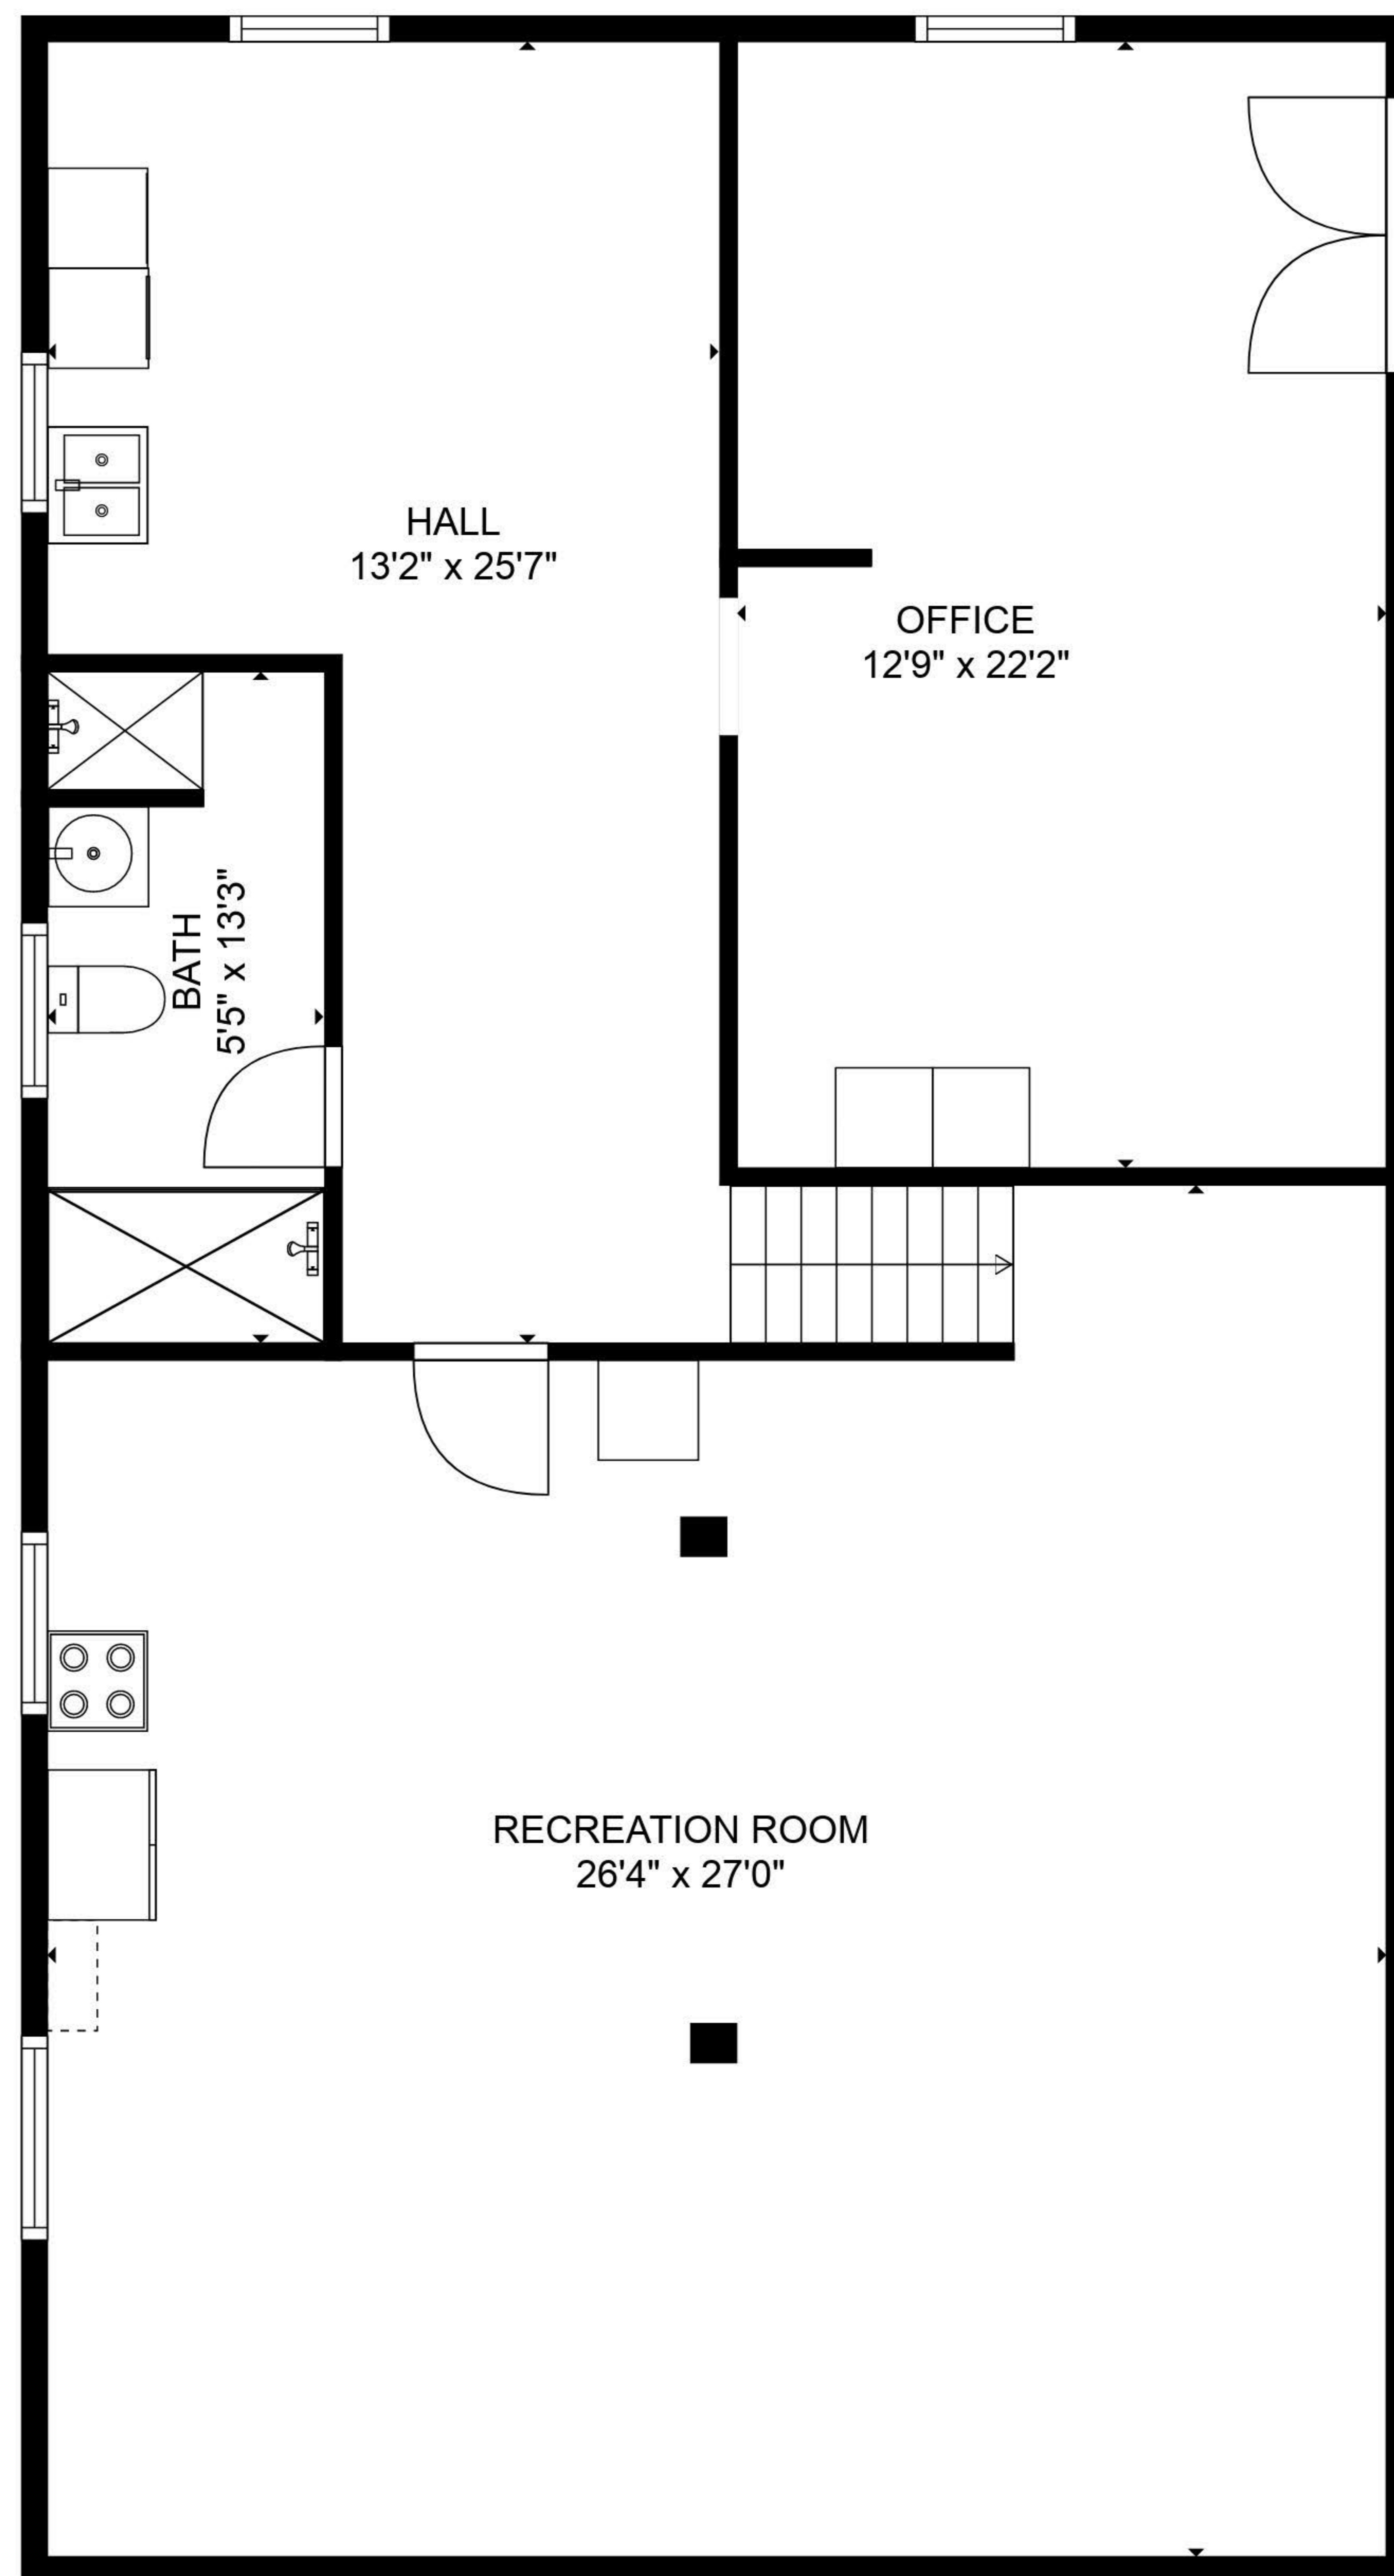 HALL
13'2" x 25'7"
OFFICE
12'9" x 22'2"
BATH
5'5" x 13'3"
RECREATION ROOM
26'4" x 27'0"